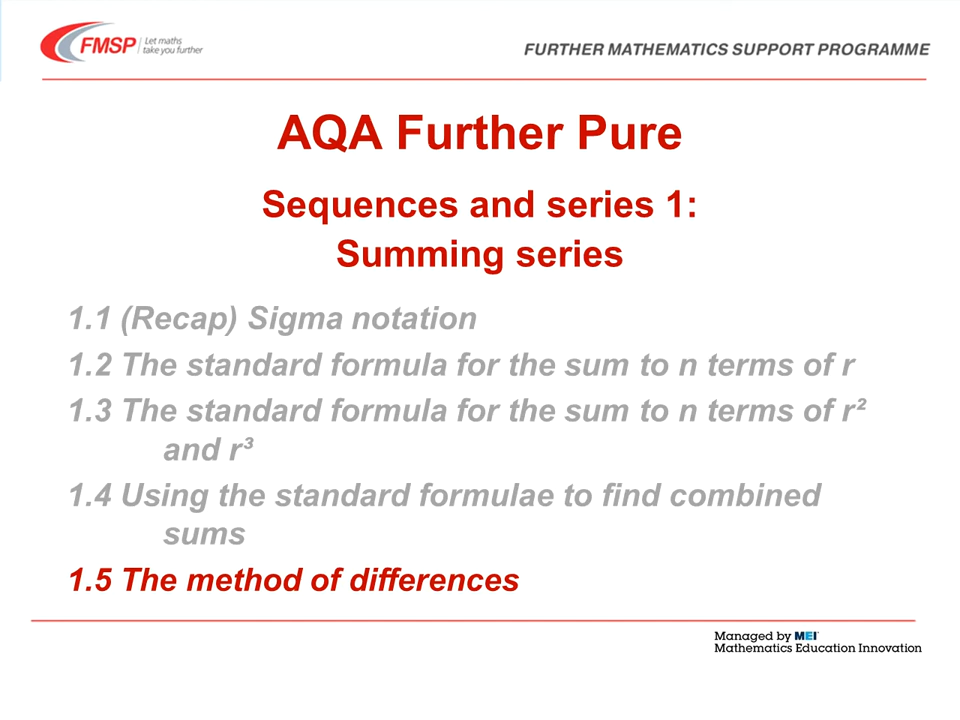 FMSP Let maths
take you further
FURTHER MATHEMATICS SUPPORT PROGRAMME
AQA Further Pure
Sequences and series 1:
Summing series
1.1 (Recap) Sigma notation
1.2 The standard formula for the sum to n terms of r
1.3 The standard formula for the sum to n terms of r²
and r³
1.4 Using the standard formulae to find combined
sums
1.5 The method of differences
Managed by MEI
Mathematics Education Innovation